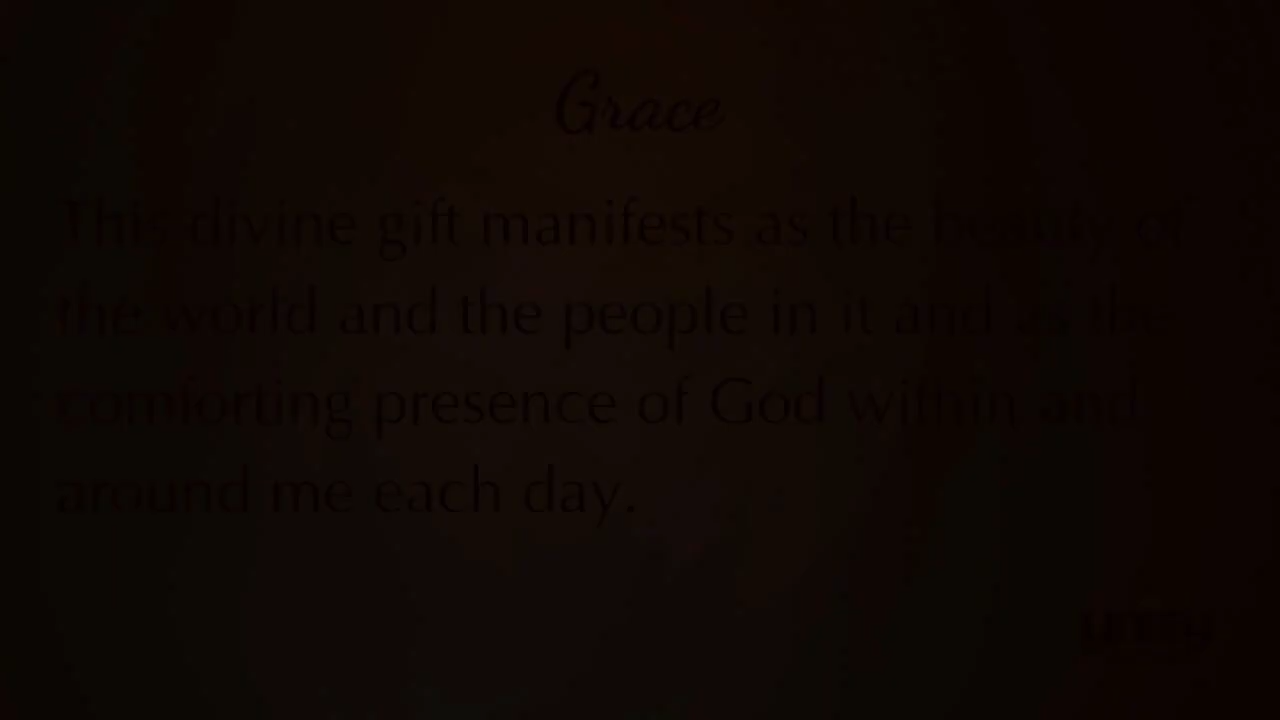 Grace
This divine gift manifests as the beauty of
the world and the people in it and as the
comforting presence of God within and
around me each day.